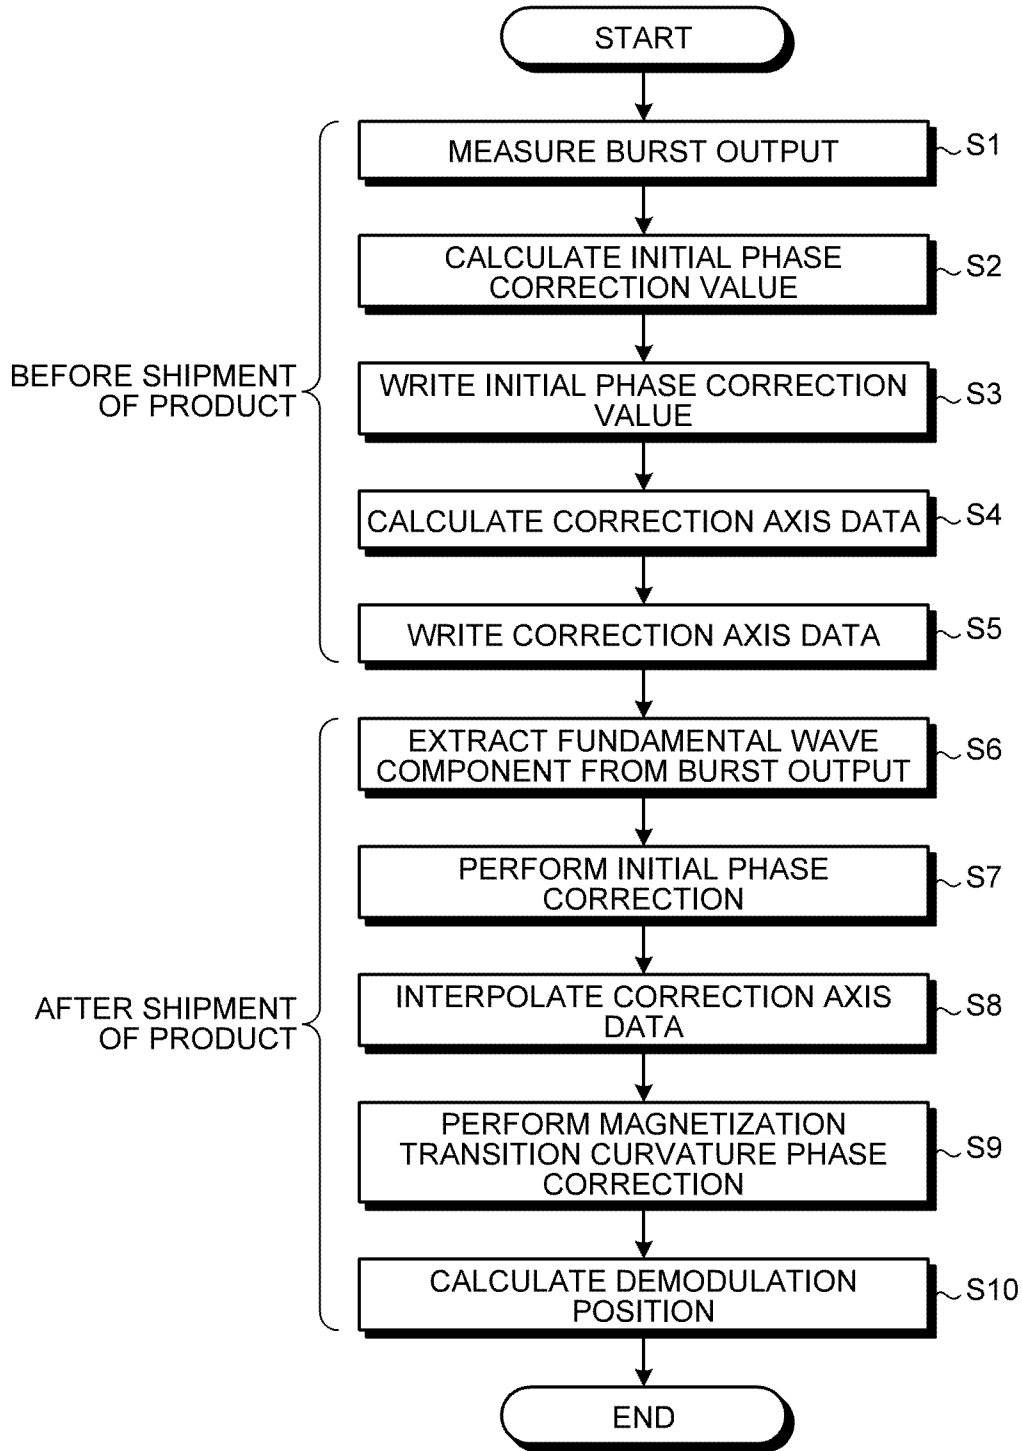 START
MEASURE BURST OUTPUT
S1
CALCULATE INITIAL PHASE
CORRECTION VALUE
S2
WRITE INITIAL PHASE CORRECTION
VALUE
S3
BEFORE SHIPMENT
OF PRODUCT
CALCULATE CORRECTION AXIS DATA
S4
WRITE CORRECTION AXIS DATA
S5
EXTRACT FUNDAMENTAL WAVE
COMPONENT FROM BURST OUTPUT
S6
PERFORM INITIAL PHASE
CORRECTION
S7
INTERPOLATE CORRECTION AXIS
DATA
S8
AFTER SHIPMENT
OF PRODUCT
PERFORM MAGNETIZATION
TRANSITION CURVATURE PHASE
CORRECTION
S9
CALCULATE DEMODULATION
POSITION
S10
END